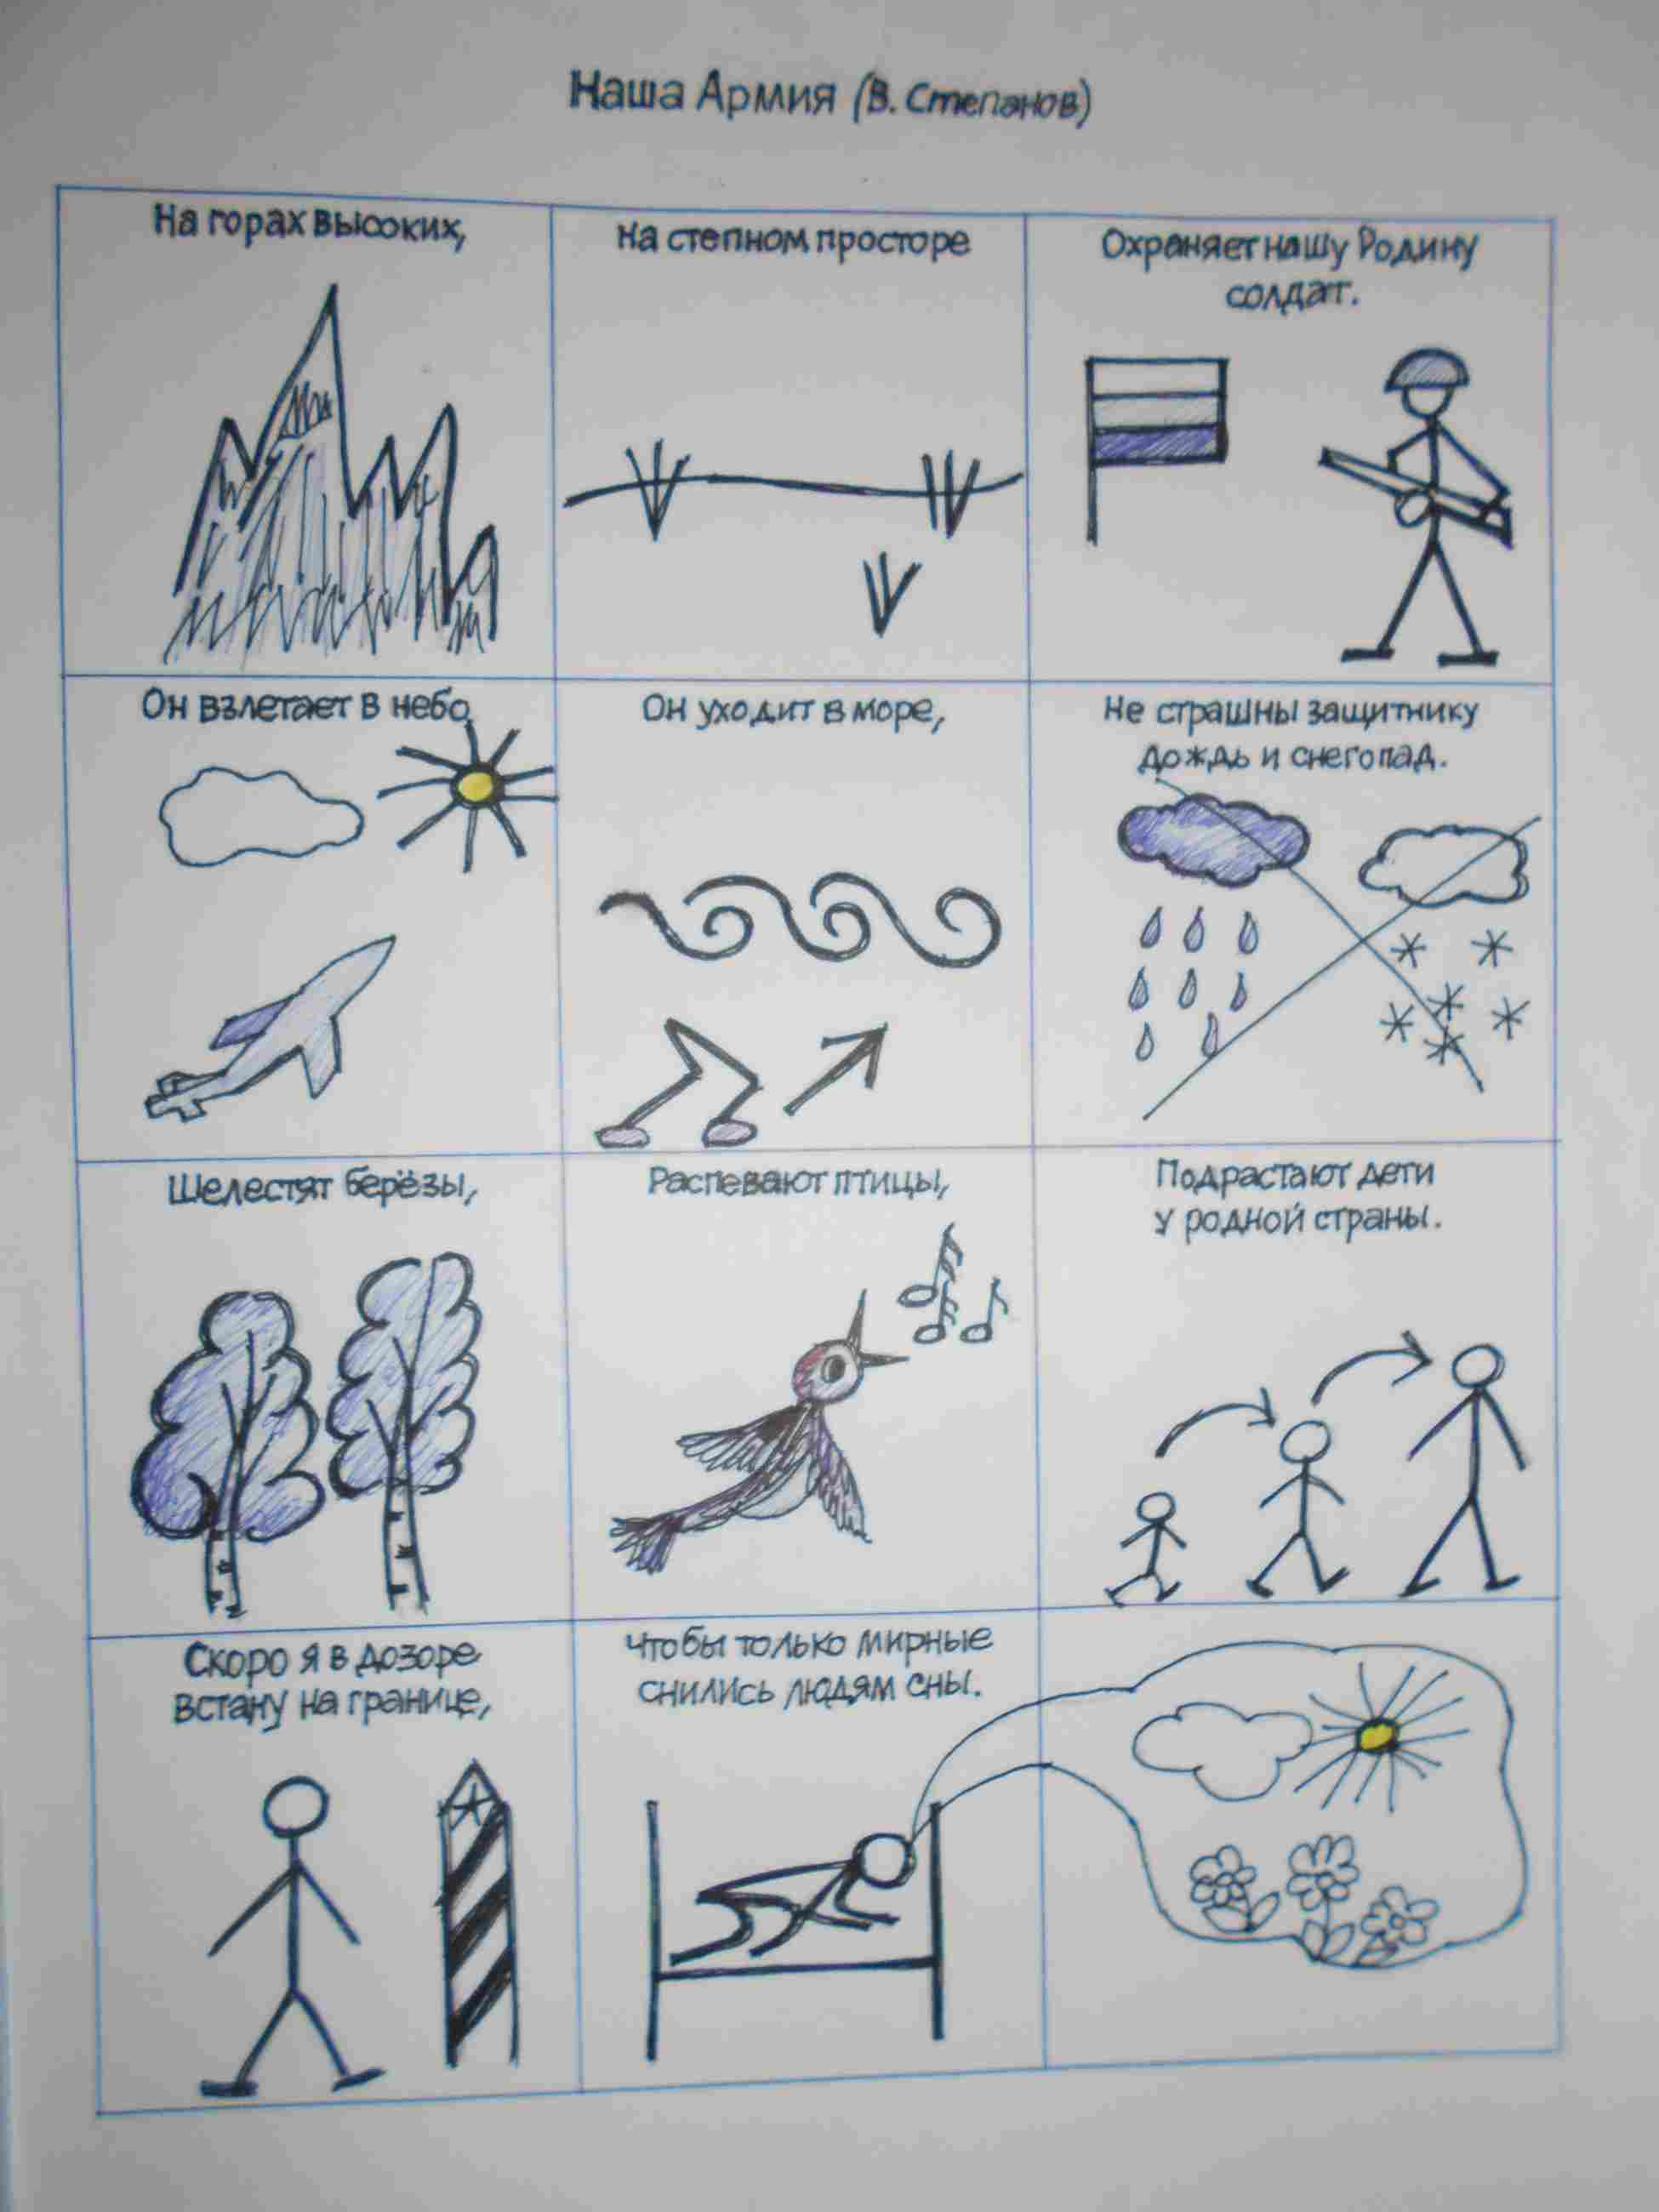 Наша Армия (В. Степанов)
На горах высоких,
на степном просторе
Охраняет нашу Родину
солдат.
Он взлетает в небо,
Он уходит в море,
Не страшны защитнику
дождь и снегопад.
Шелестят берёзы,
Распевают птицы,
Подрастают дети
у родной страны.
Скоро я в дозоре
встану на границе,
чтобы только мирные
снились людям сны.